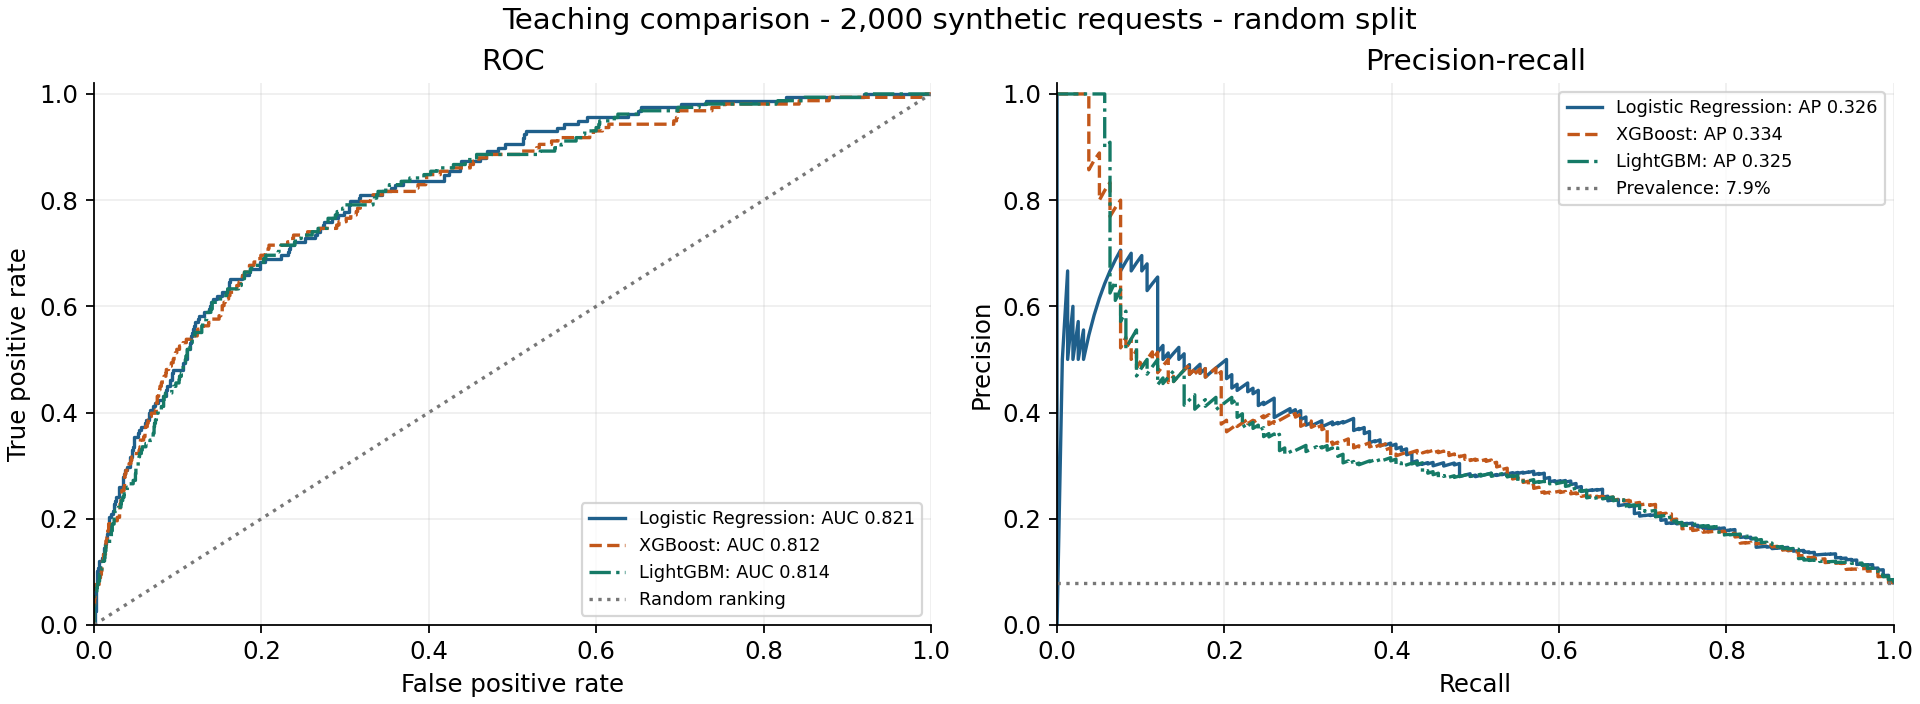 Teaching comparison - 2,000 synthetic requests - random split
ROC
True positive rate
1.0
0.8
0.6
0.4
0.2
0.0
0.0 0.2 0.4 0.6 0.8 1.0
False positive rate
Logistic Regression: AUC 0.821
XGBoost: AUC 0.812
LightGBM: AUC 0.814
Random ranking
Precision-recall
Precision
1.0
0.8
0.6
0.4
0.2
0.0
0.0 0.2 0.4 0.6 0.8 1.0
Recall
Logistic Regression: AP 0.326
XGBoost: AP 0.334
LightGBM: AP 0.325
Prevalence: 7.9%